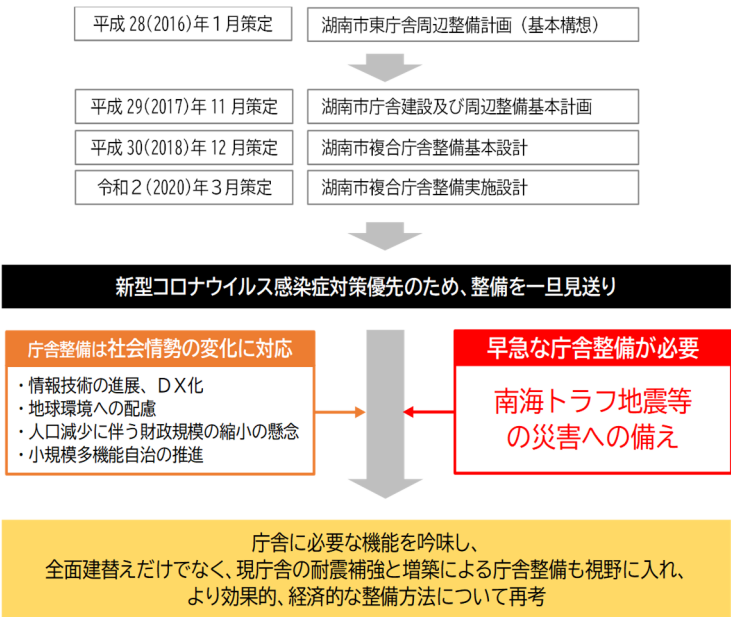 平成28(2016)年1月策定 湖南市東庁舎周辺整備計画（基本構想）
平成29(2017)年11月策定 湖南市庁舎建設及び周辺整備基本計画
平成30(2018)年12月策定 湖南市複合庁舎整備基本設計
令和2(2020)年3月策定 湖南市複合庁舎整備実施設計
新型コロナウイルス感染症対策優先のため、整備を一旦見送り
庁舎整備は社会情勢の変化に対応
・情報技術の進展、ＤＸ化
・地球環境への配慮
・人口減少に伴う財政規模の縮小の懸念
・小規模多機能自治の推進
早急な庁舎整備が必要
南海トラフ地震等
の災害への備え
庁舎に必要な機能を吟味し、
全面建替えだけでなく、現庁舎の耐震補強と増築による庁舎整備も視野に入れ、
より効果的、経済的な整備方法について再考